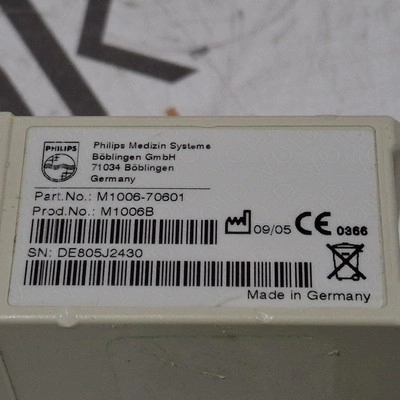 PHILIPS
Philips Medizin Systeme
Böblingen GmbH
71034 Böblingen
Germany
Part.No.: M1006-70601
Prod.No.: M1006B
09/05 CE 0366
SN: DE805J2430
Made in Germany